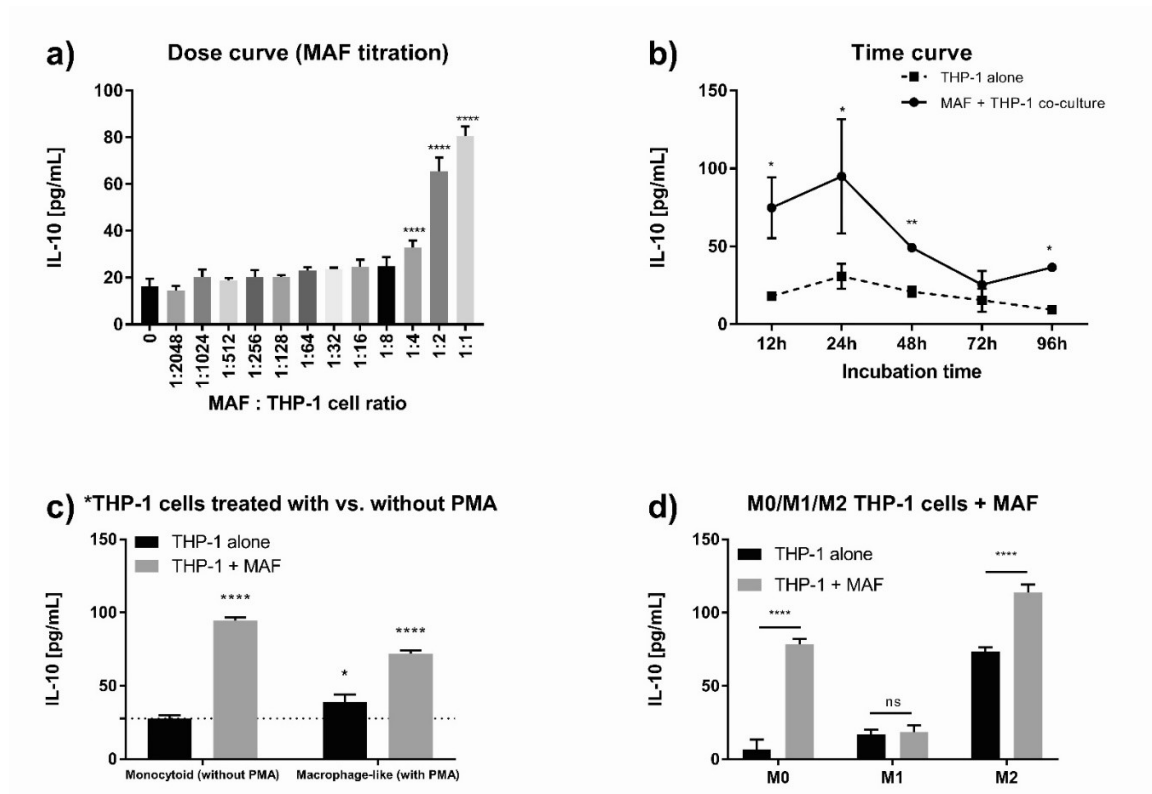 a)
Dose curve (MAF titration)
IL-10 [pg/mL]
100
80
60
40
20
0
****
****
****
0
1:2048
1:1024
1:512
1:256
1:128
1:64
1:32
1:16
1:8
1:4
1:2
1:1
MAF : THP-1 cell ratio
b)
Time curve
THP-1 alone
MAF + THP-1 co-culture
IL-10 [pg/mL]
150
100
50
0
*
*
**
*
12h
24h
48h
72h
96h
Incubation time
c)
*THP-1 cells treated with vs. without PMA
THP-1 alone
THP-1 + MAF
IL-10 [pg/mL]
150
100
50
0
****
*
****
Monocytoid (without PMA)
Macrophage-like (with PMA)
d)
M0/M1/M2 THP-1 cells + MAF
THP-1 alone
THP-1 + MAF
IL-10 [pg/mL]
150
100
50
0
****
ns
****
M0
M1
M2